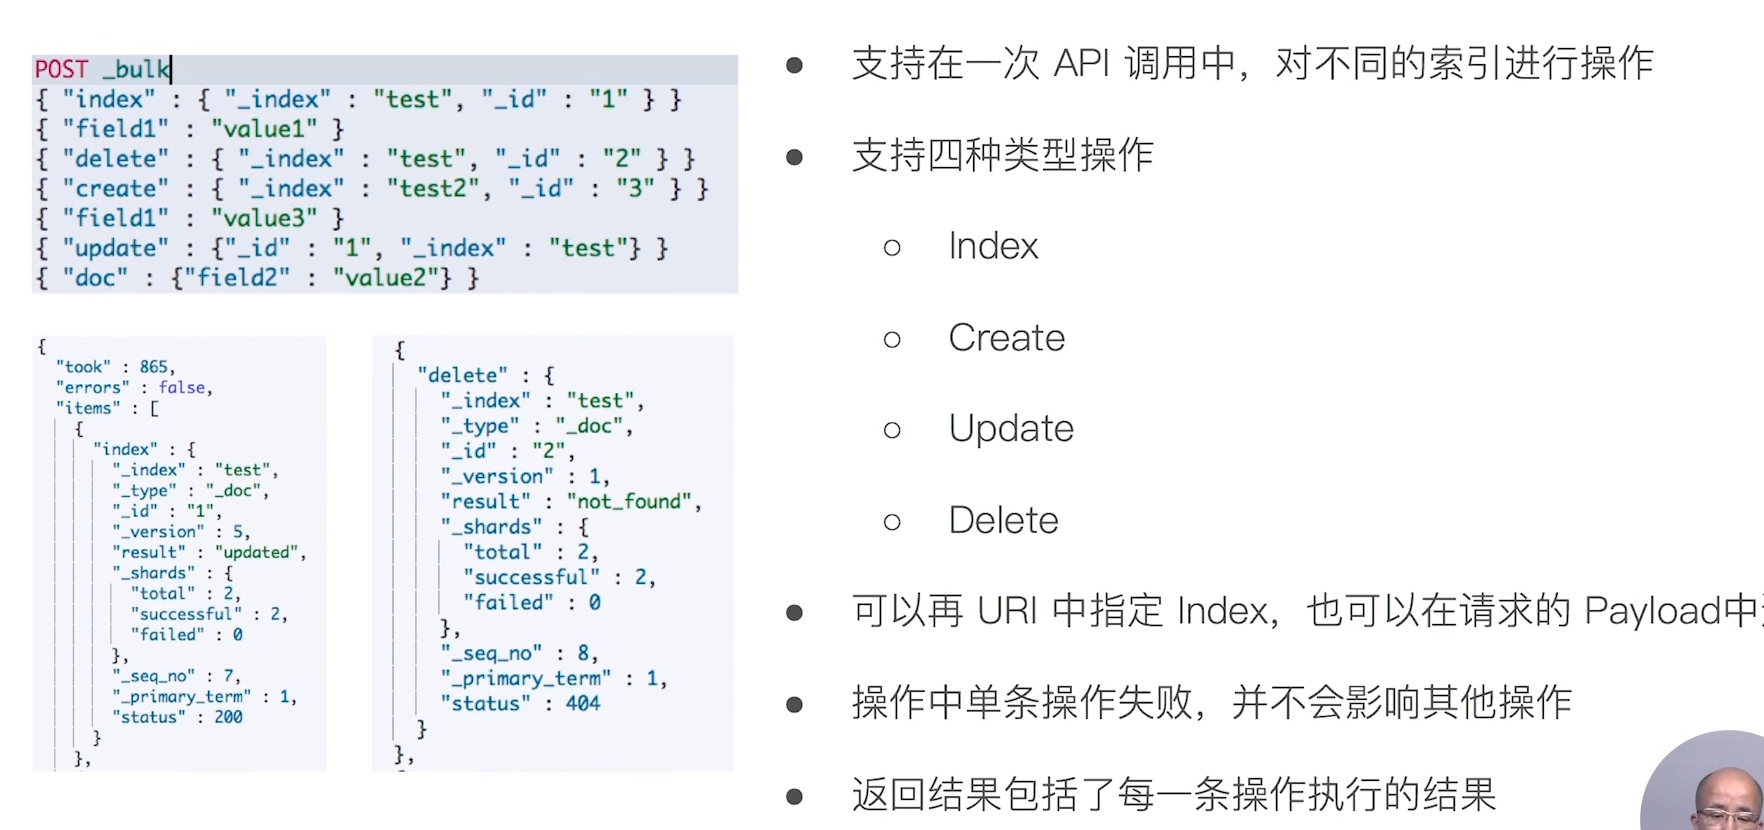 POST _bulk
{ "index" : { "_index" : "test", "_id" : "1" } }
{ "field1" : "value1" }
{ "delete" : { "_index" : "test", "_id" : "2" } }
{ "create" : { "_index" : "test2", "_id" : "3" } }
{ "field1" : "value3" }
{ "update" : {"_id" : "1", "_index" : "test"} }
{ "doc" : {"field2" : "value2"} }
{
"took" : 865,
"errors" : false,
"items" : [
{
"index" : {
"_index" : "test",
"_type" : "_doc",
"_id" : "1",
"_version" : 5,
"result" : "updated",
"_shards" : {
"total" : 2,
"successful" : 2,
"failed" : 0
},
"_seq_no" : 7,
"_primary_term" : 1,
"status" : 200
}
},
{
"delete" : {
"_index" : "test",
"_type" : "_doc",
"_id" : "2",
"_version" : 1,
"result" : "not_found",
"_shards" : {
"total" : 2,
"successful" : 2,
"failed" : 0
},
"_seq_no" : 8,
"_primary_term" : 1,
"status" : 404
}
},
● 支持在一次 API 调用中，对不同的索引进行操作
● 支持四种类型操作
○ Index
○ Create
○ Update
○ Delete
● 可以再 URI 中指定 Index，也可以在请求的 Payload中
● 操作中单条操作失败，并不会影响其他操作
● 返回结果包括了每一条操作执行的结果